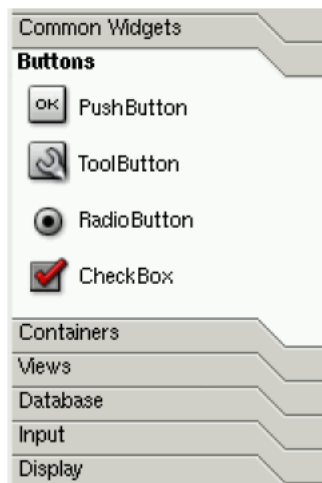 Common Widgets
Buttons
OK PushButton
ToolButton
RadioButton
CheckBox
Containers
Views
Database
Input
Display